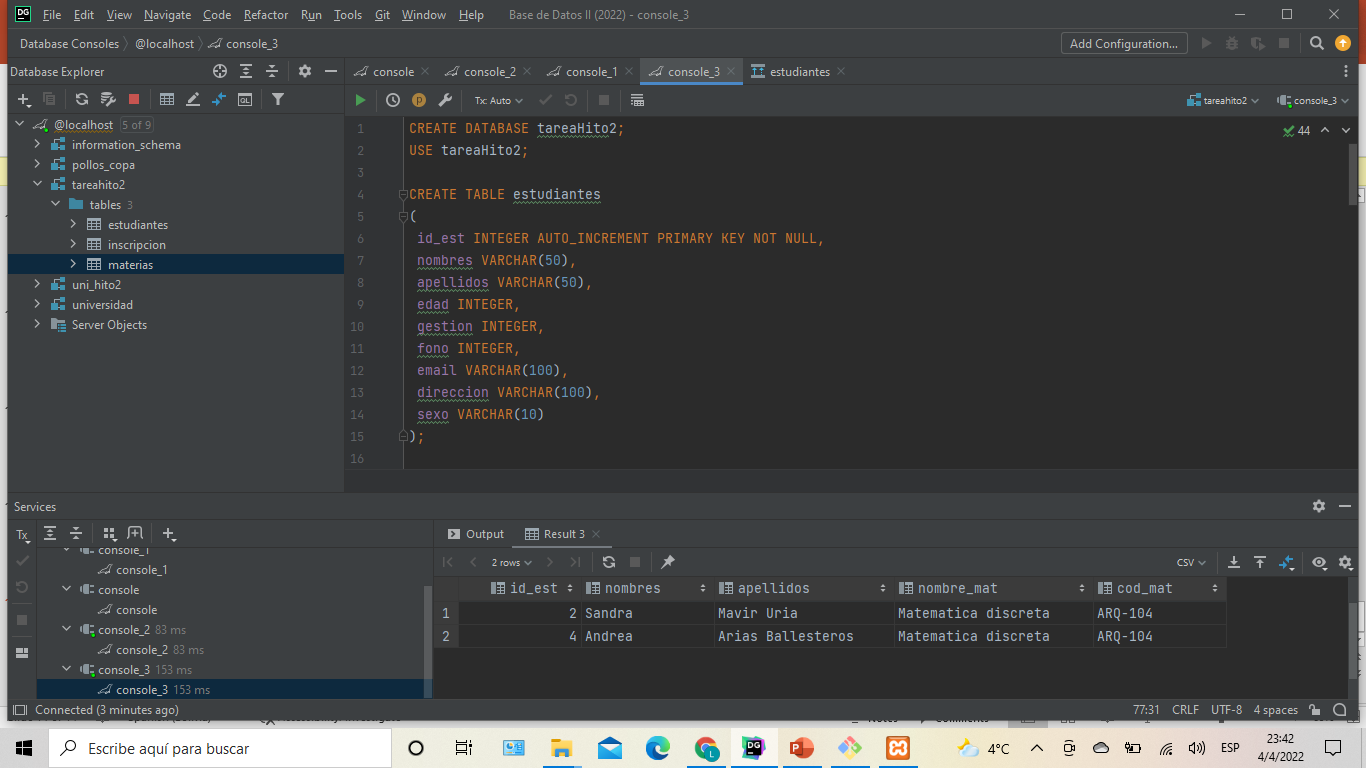 DG File Edit View Navigate Code Refactor Run Tools Git Window Help Base de Datos II (2022) - console_3
Database Consoles @localhost console_3 Add Configuration...
Database Explorer
console console_2 console_1 console_3 estudiantes
QL
Tx: Auto
tareahito2 console_3
@localhost 5 of 9
information_schema
pollos_copa
tareahito2
tables 3
estudiantes
inscripcion
materias
uni_hito2
universidad
Server Objects
44
1 CREATE DATABASE tareaHito2;
2 USE tareaHito2;
3
4 CREATE TABLE estudiantes
5 (
6 id_est INTEGER AUTO_INCREMENT PRIMARY KEY NOT NULL,
7 nombres VARCHAR(50),
8 apellidos VARCHAR(50),
9 edad INTEGER,
10 gestion INTEGER,
11 fono INTEGER,
12 email VARCHAR(100),
13 direccion VARCHAR(100),
14 sexo VARCHAR(10)
15 );
16
Services
Tx
console_1
console_1
console
console
console_2 83 ms
console_2 83 ms
console_3 153 ms
console_3 153 ms
Output Result 3
2 rows CSV
id_est nombres apellidos nombre_mat cod_mat
1 2 Sandra Mavir Uria Matematica discreta ARQ-104
2 4 Andrea Arias Ballesteros Matematica discreta ARQ-104
Connected (3 minutes ago) 77:31 CRLF UTF-8 4 spaces
Escribe aquí para buscar
4°C ESP 23:42
4/4/2022